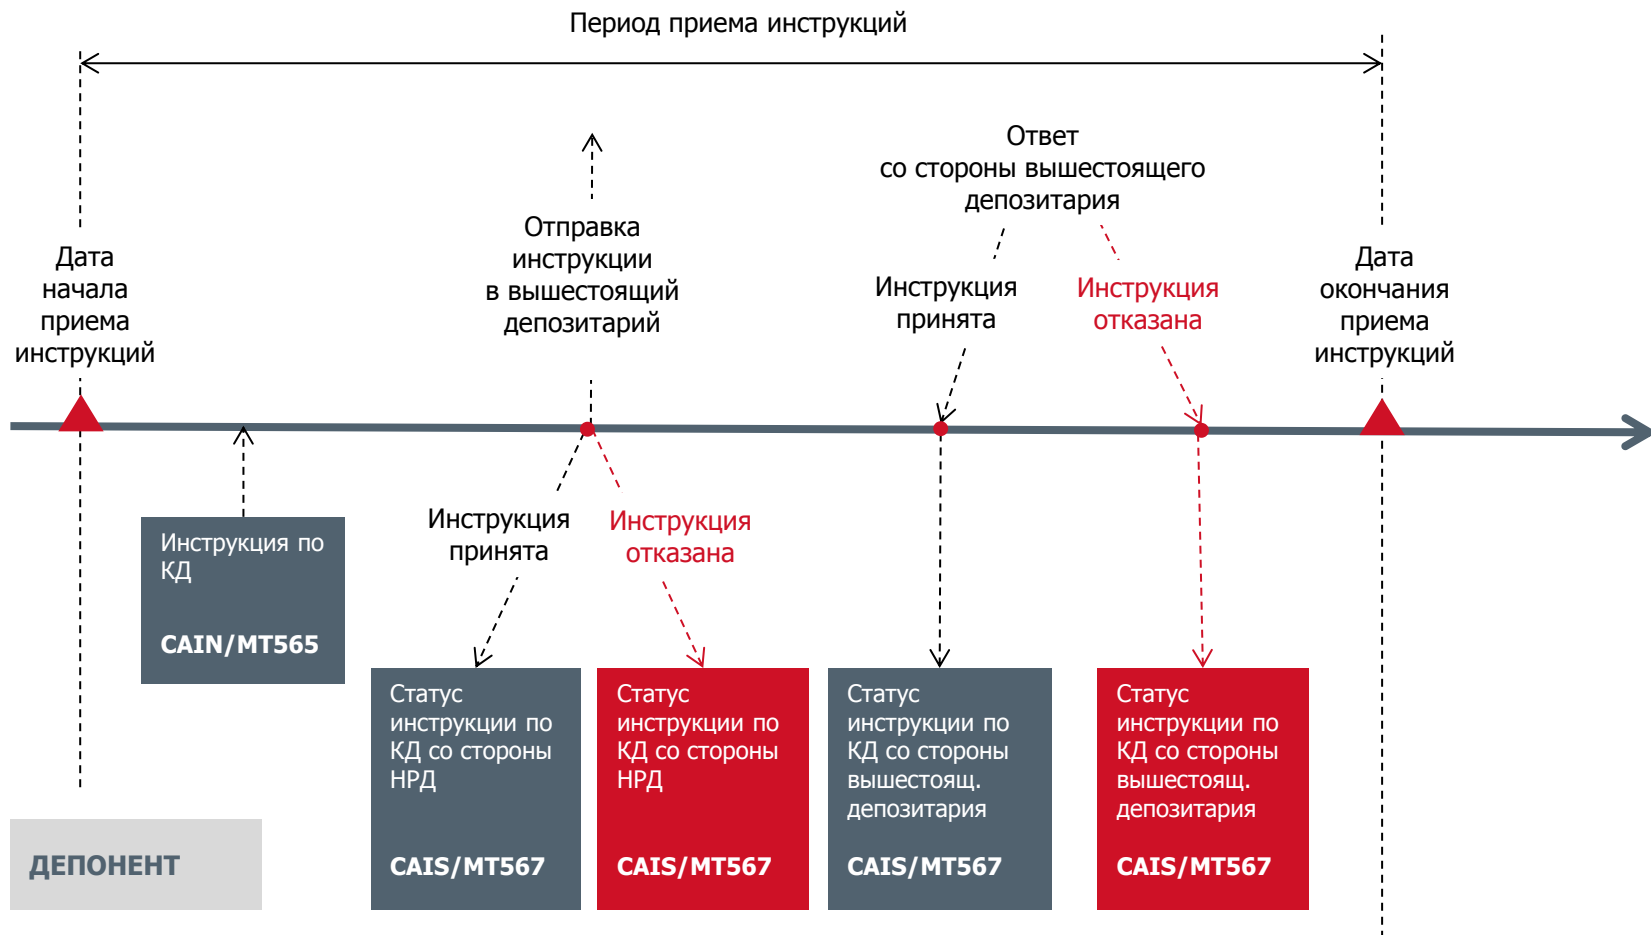 Период приема инструкций
Ответ
со стороны вышестоящего
депозитария
Отправка
инструкции
в вышестоящий
депозитарий
Дата
начала
приема
инструкций
Инструкция
принята
Инструкция
отказана
Дата
окончания
приема
инструкций
Инструкция по
КД
CAIN/MT565
Инструкция
принята
Инструкция
отказана
Статус
инструкции по
КД со стороны
НРД
CAIS/MT567
Статус
инструкции по
КД со стороны
НРД
CAIS/MT567
Статус
инструкции по
КД со стороны
вышестоящ.
депозитария
CAIS/MT567
Статус
инструкции по
КД со стороны
вышестоящ.
депозитария
CAIS/MT567
ДЕПОНЕНТ